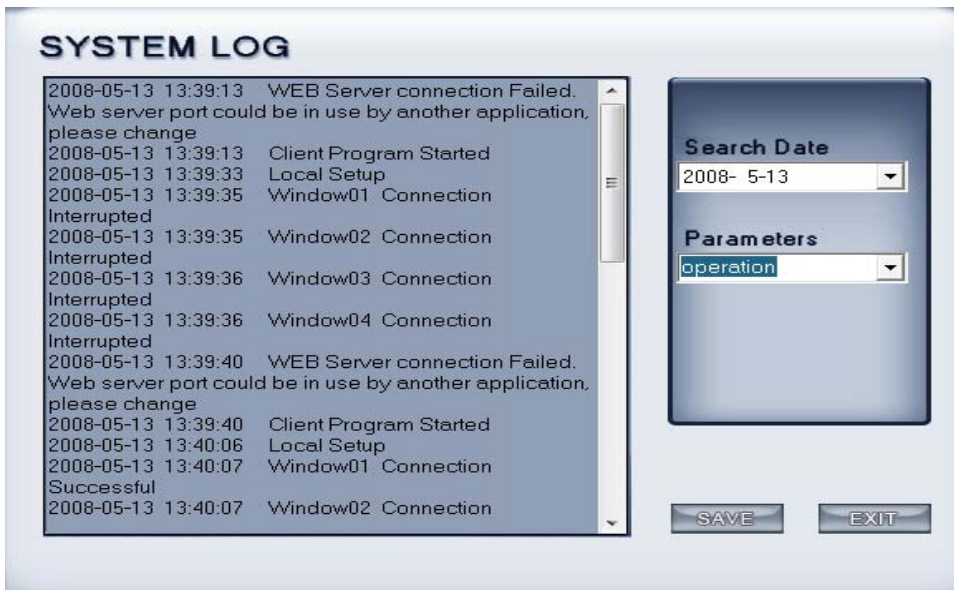 SYSTEM LOG
2008-05-13 13:39:13 WEB Server connection Failed.
Web server port could be in use by another application,
please change
2008-05-13 13:39:13 Client Program Started
2008-05-13 13:39:33 Local Setup
2008-05-13 13:39:35 Window01 Connection
Interrupted
2008-05-13 13:39:35 Window02 Connection
Interrupted
2008-05-13 13:39:36 Window03 Connection
Interrupted
2008-05-13 13:39:36 Window04 Connection
Interrupted
2008-05-13 13:39:40 WEB Server connection Failed.
Web server port could be in use by another application,
please change
2008-05-13 13:39:40 Client Program Started
2008-05-13 13:40:06 Local Setup
2008-05-13 13:40:07 Window01 Connection
Successful
2008-05-13 13:40:07 Window02 Connection
Search Date
2008- 5-13
Parameters
operation
SAVE EXIT